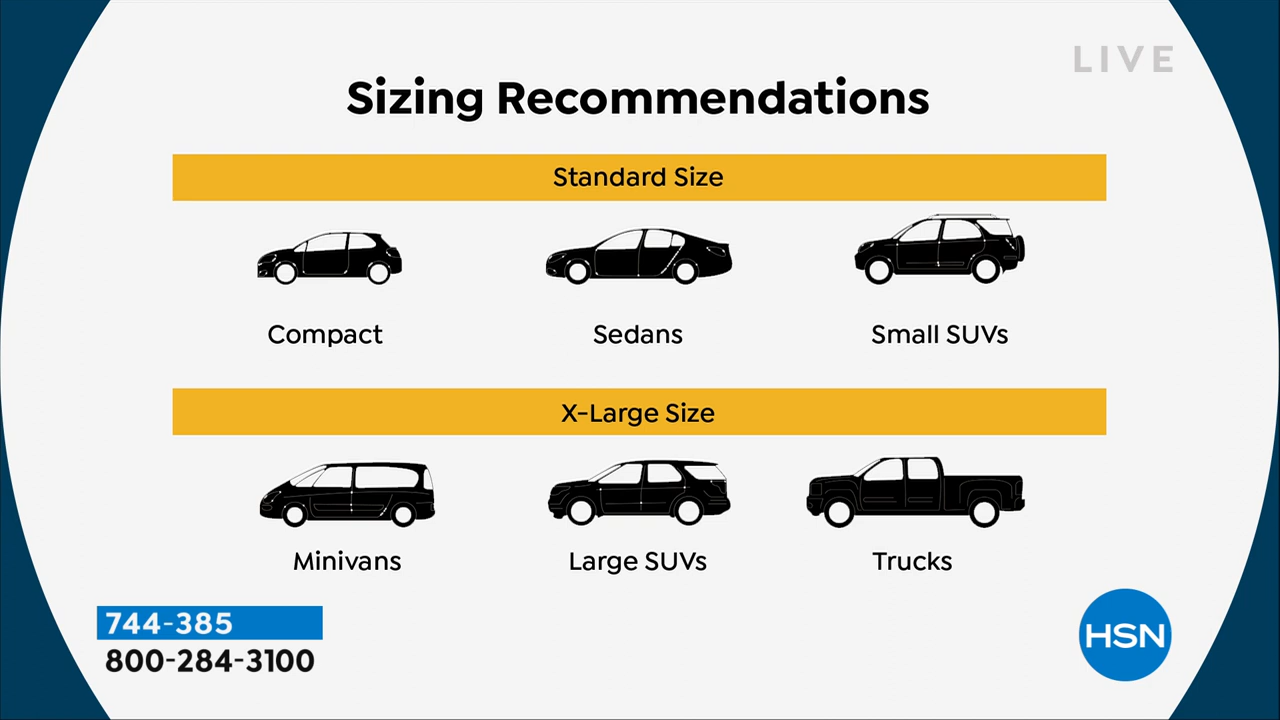 LIVE
Sizing Recommendations
Standard Size
Compact
Sedans
Small SUVs
X-Large Size
Minivans
Large SUVs
Trucks
744-385
800-284-3100
HSN